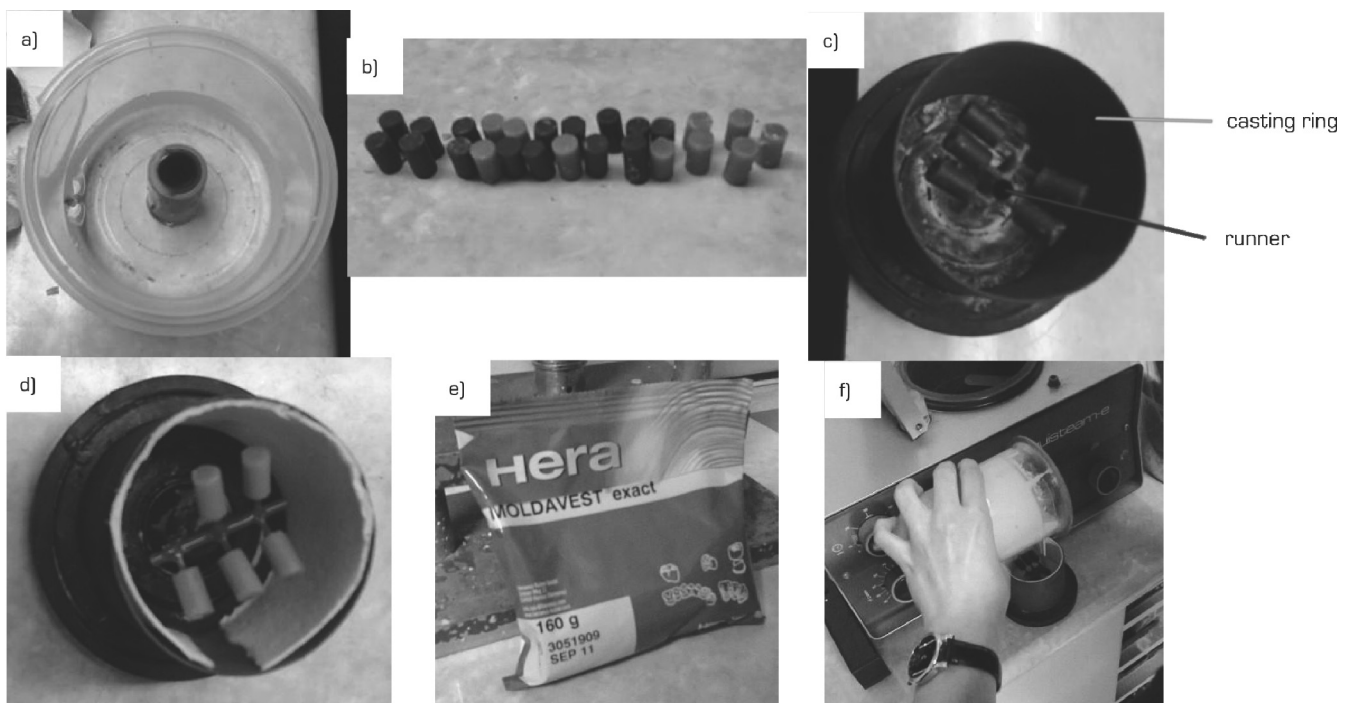 a)
b)
c)
casting ring
runner
d)
e)
Hera
MOLDAVEST exact
160 g
3051909
SEP 11
f)